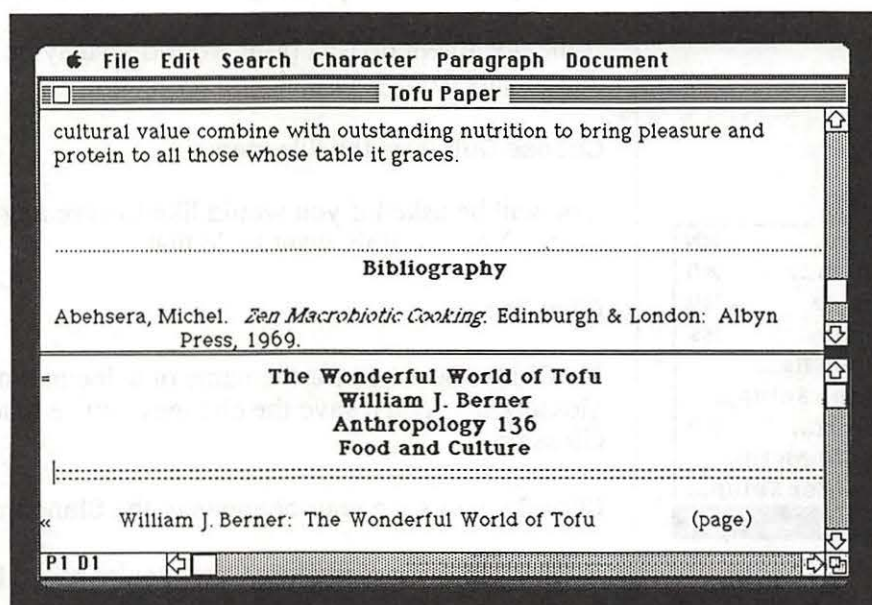 File Edit Search Character Paragraph Document
Tofu Paper
cultural value combine with outstanding nutrition to bring pleasure and
protein to all those whose table it graces.
Bibliography
Abehsera, Michel. Zen Macrobiotic Cooking. Edinburgh & London: Albyn
Press, 1969.
= The Wonderful World of Tofu
William J. Berner
Anthropology 136
Food and Culture
« William J. Berner: The Wonderful World of Tofu (page)
P1 D1